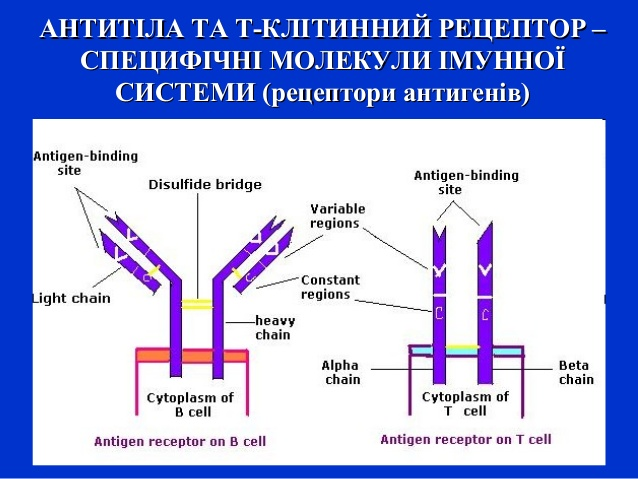 АНТИТІЛА ТА Т-КЛІТИННИЙ РЕЦЕПТОР –
СПЕЦИФІЧНІ МОЛЕКУЛИ ІМУННОЇ
СИСТЕМИ (рецептори антигенів)
Antigen-binding
site
Disulfide bridge
Light chain
heavy
chain
Cytoplasm of
B cell
Antigen receptor on B cell
Variable
regions
Constant
regions
Antigen-binding
site
V
V
C
C
Alpha
chain
Beta
chain
Cytoplasm of
T cell
Antigen receptor on T cell